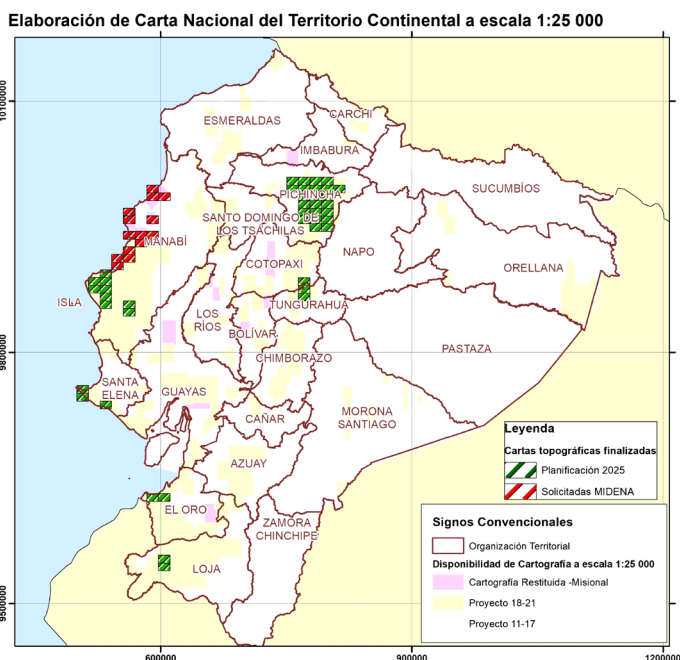 Elaboración de Carta Nacional del Territorio Continental a escala 1:25 000
10100000
ESMERALDAS
CARCHI
IMBABURA
SUCUMBÍOS
PICHINCHA
SANTO DOMINGO DE
LOS TSÁCHILAS
MANABÍ
NAPO
COTOPAXI
ORELLANA
ISLA
LOS
RÍOS
TUNGURAHUA
BOLÍVAR
9800000
PASTAZA
CHIMBORAZO
SANTA
ELENA
GUAYAS
MORONA
SANTIAGO
CAÑAR
AZUAY
EL ORO
ZAMORA
CHINCHIPE
LOJA
9500000
Leyenda
Cartas topográficas finalizadas
Planificación 2025
Solicitadas MIDENA
Signos Convencionales
Organización Territorial
Disponibilidad de Cartografía a escala 1:25 000
Cartografía Restituida -Misional
Proyecto 18-21
Proyecto 11-17
600000
900000
1200000